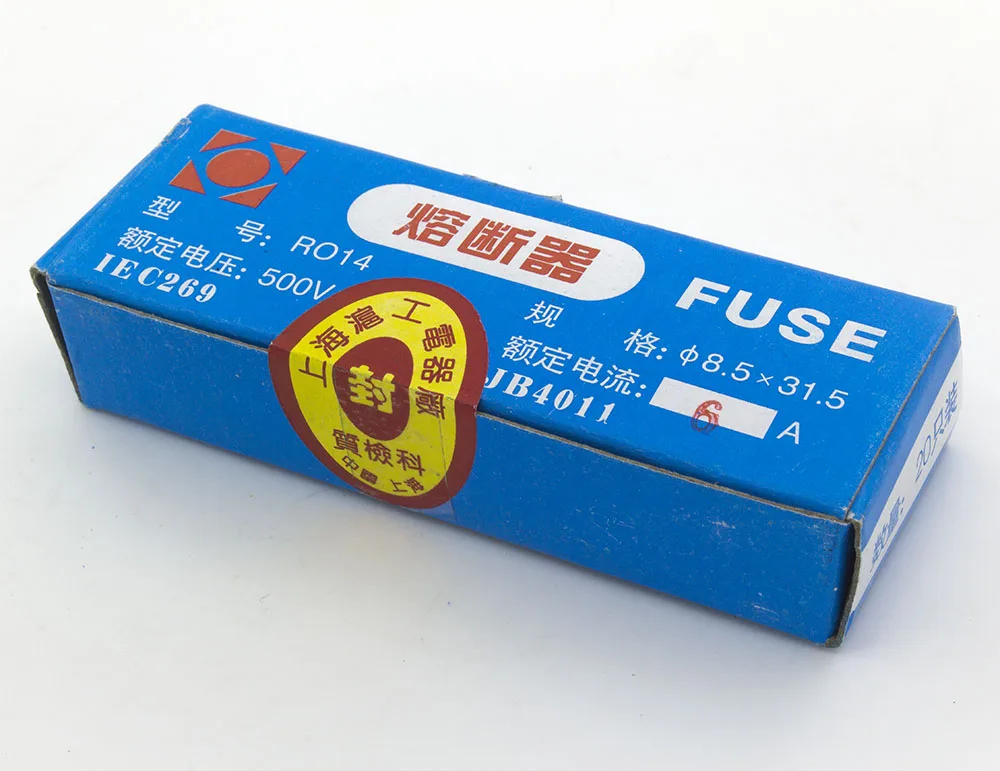 熔断器
FUSE
型 号: RO14
额定电压: 500V
IEC269
规 格: φ8.5×31.5
额定电流: 6 A
JB4011
上海滬工電器廠
封
質檢科
中國上海
数量: 20只装